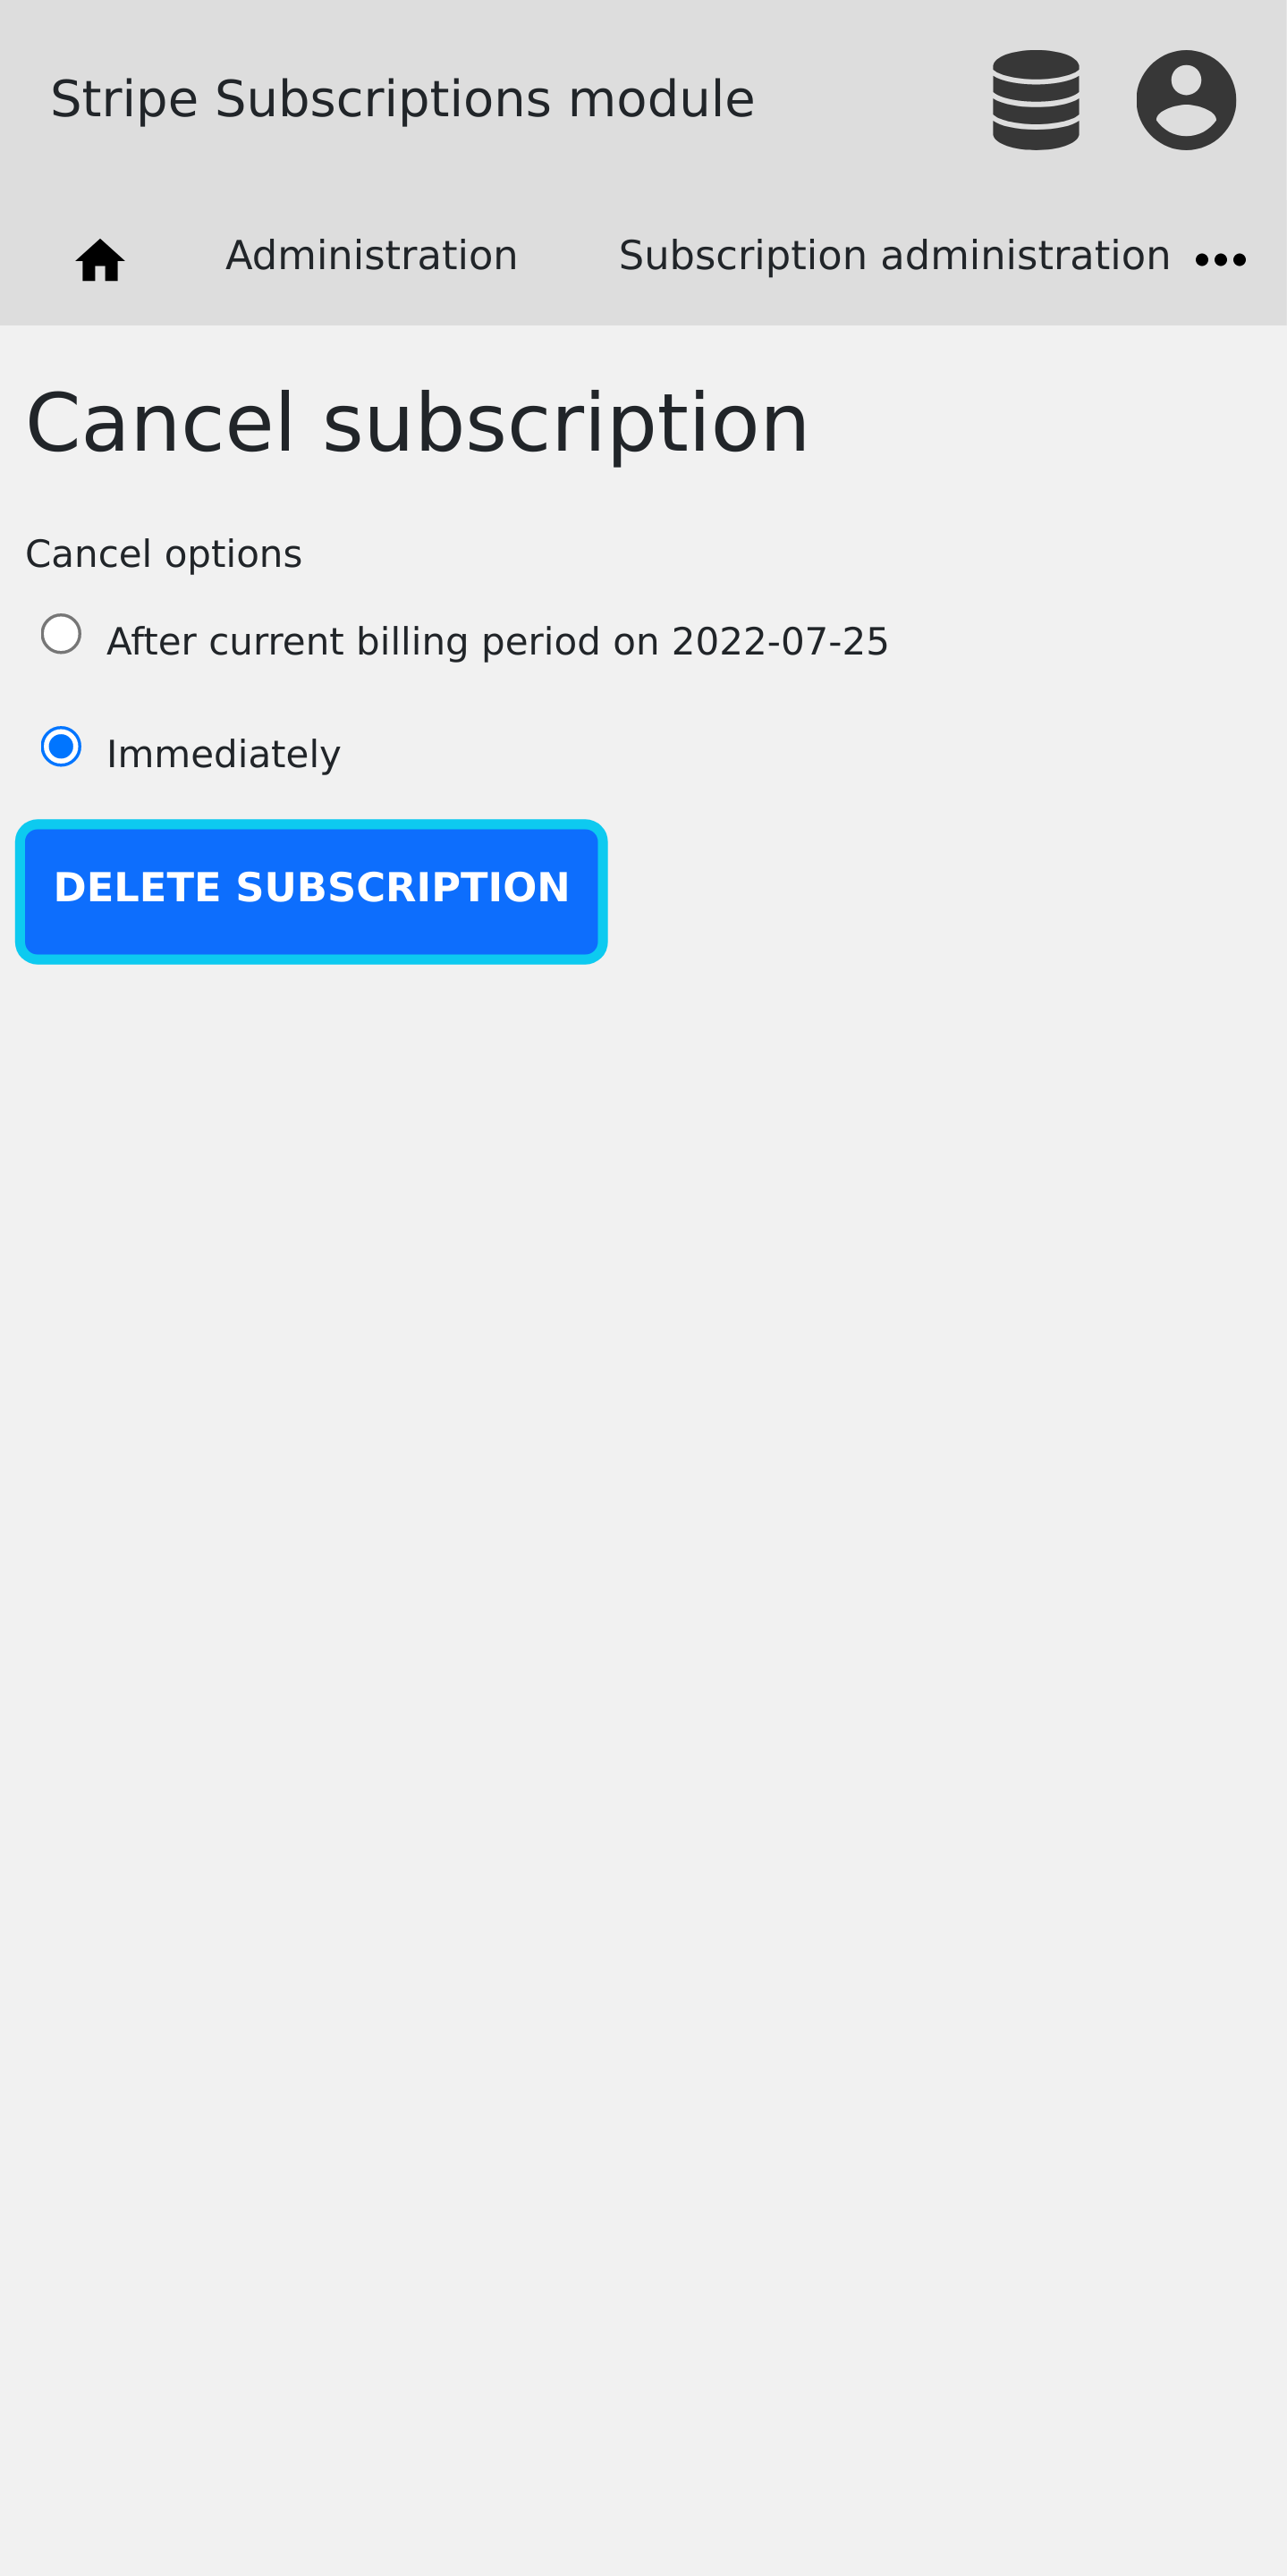 Stripe Subscriptions module
Administration Subscription administration
Cancel subscription
Cancel options
After current billing period on 2022-07-25
Immediately
DELETE SUBSCRIPTION